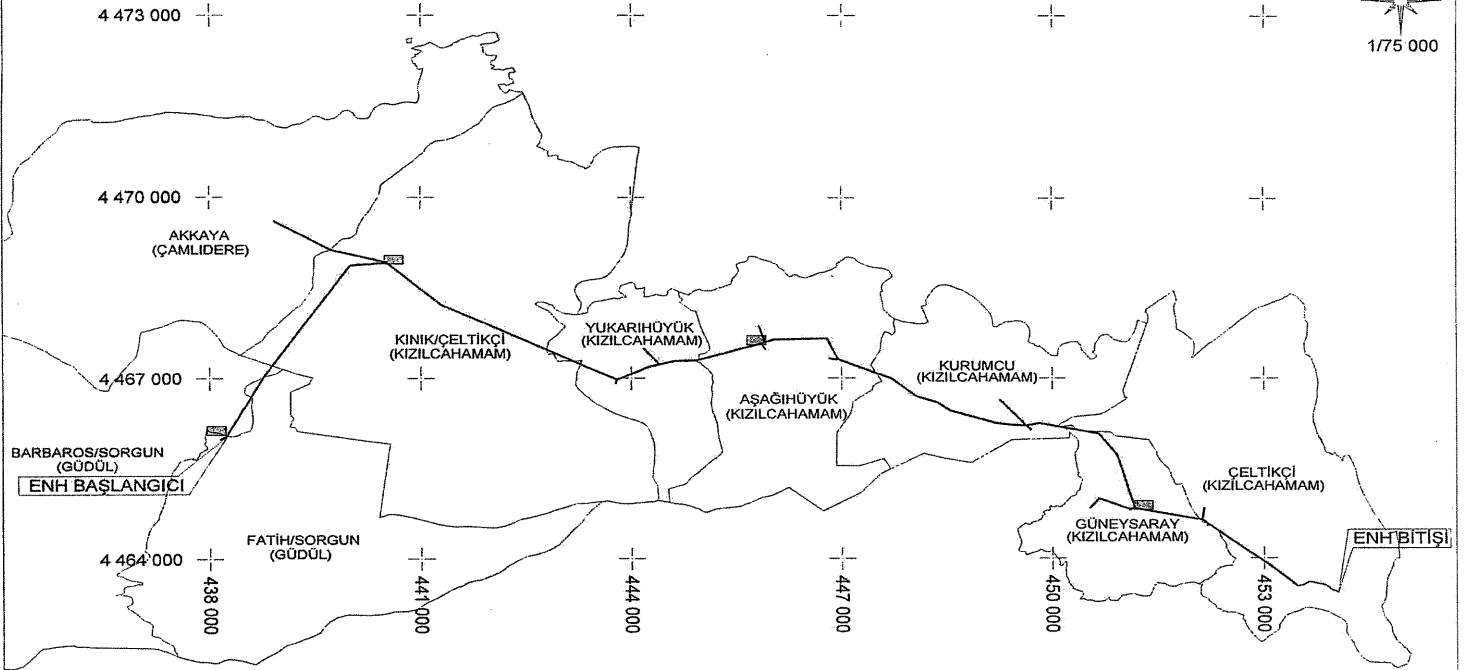 4 473 000
1/75 000
4 470 000
AKKAYA
(ÇAMLIDERE)
KINIK/ÇELTİKÇİ
(KIZILCAHAMAM)
YUKARIHÜYÜK
(KIZILCAHAMAM)
4 467 000
KURUMCU
(KIZILCAHAMAM)
AŞAĞIHÜYÜK
(KIZILCAHAMAM)
BARBAROS/SORGUN
(GÜDÜL)
ENH BAŞLANGICI
ÇELTİKÇİ
(KIZILCAHAMAM)
GÜNEYSARAY
(KIZILCAHAMAM)
FATİH/SORGUN
(GÜDÜL)
ENH BİTİŞİ
4 464 000
438 000
441 000
444 000
447 000
450 000
453 000